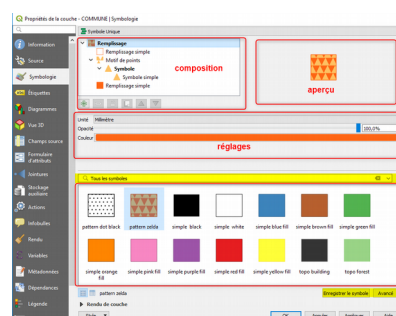 Propriétés de la couche - COMMUNE | Symbologie
Symbole Unique
Information
Source
Symbologie
Étiquettes
Diagrammes
Vue 3D
Champs source
Formulaire d'attributs
Jointures
Stockage auxiliaire
Actions
Infobulles
Rendu
Variables
Métadonnées
Dépendances
Légende
Remplissage
Remplissage simple
Motif de points
Symbole
Symbole simple
Remplissage simple
composition
aperçu
Unité Millimètre
Opacité 100,0%
Couleur
réglages
Tous les symboles
pattern dot black pattern zelda simple black simple white simple blue fill simple brown fill simple green fill
simple orange fill simple pink fill simple purple fill simple red fill simple yellow fill topo building topo forest
pattern zelda
Enregistrer le symbole Avancé
Rendu de couche
Style OK Annuler Appliquer Aide